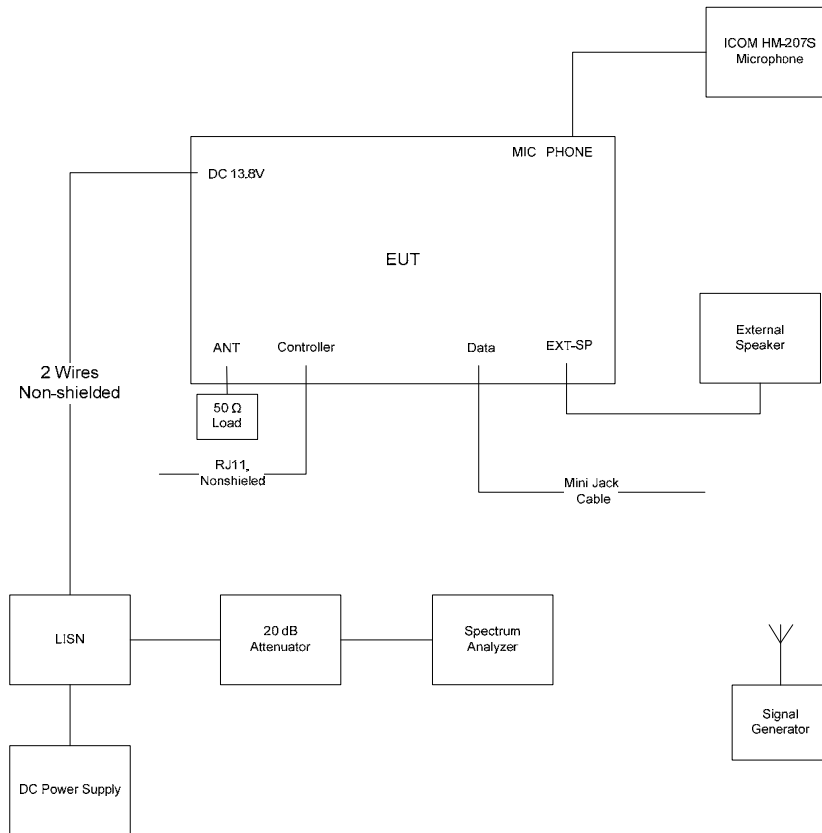 ICOM HM-207S
Microphone
MIC PHONE
DC 13.8V
EUT
ANT
Controller
Data
EXT-SP
External
Speaker
2 Wires
Non-shielded
50 Ω
Load
RJ11,
Nonshieled
Mini Jack
Cable
LISN
20 dB
Attenuator
Spectrum
Analyzer
Signal
Generator
DC Power Supply